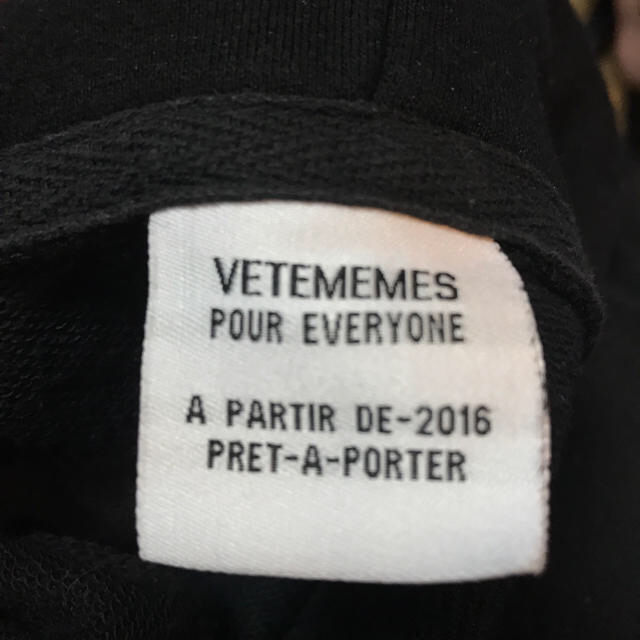 VETEMEMES
POUR EVERYONE
A PARTIR DE-2016
PRET-A-PORTER